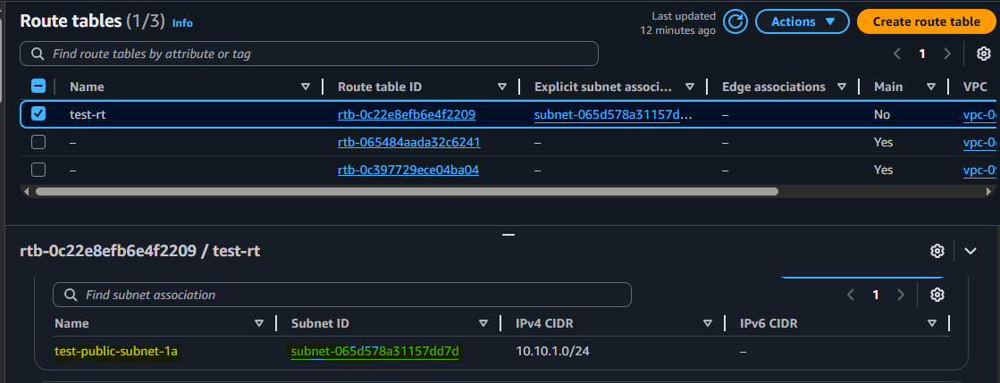 Route tables (1/3) Info
Last updated
12 minutes ago
Actions
Create route table
Find route tables by attribute or tag
1
Name Route table ID Explicit subnet associ... Edge associations Main VPC
test-rt rtb-0c22e8efb6e4f2209 subnet-065d578a31157d... – No vpc-0
– rtb-065484aada32c6241 – – Yes vpc-0
– rtb-0c397729ece04ba04 – – Yes vpc-09
rtb-0c22e8efb6e4f2209 / test-rt
Find subnet association
1
Name Subnet ID IPv4 CIDR IPv6 CIDR
test-public-subnet-1a subnet-065d578a31157dd7d 10.10.1.0/24 –